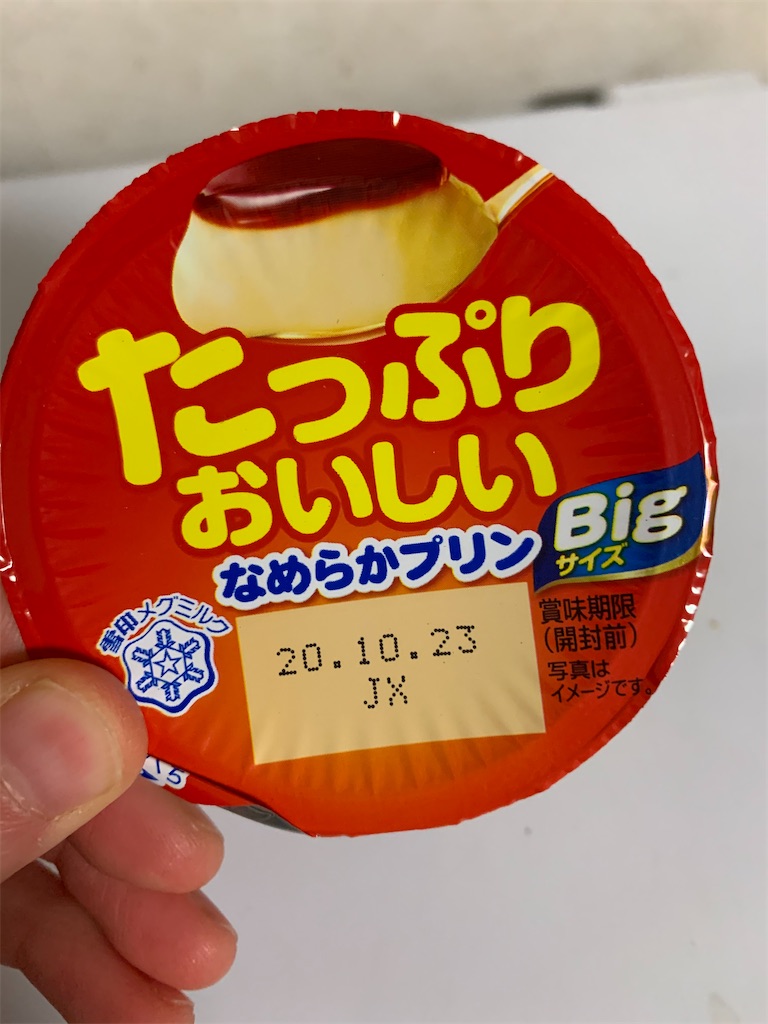 たっぷり
おいしい
Big
サイズ
なめらかプリン
雪印メグミルク
20.10.23
JX
賞味期限
(開封前)
写真は
イメージです。